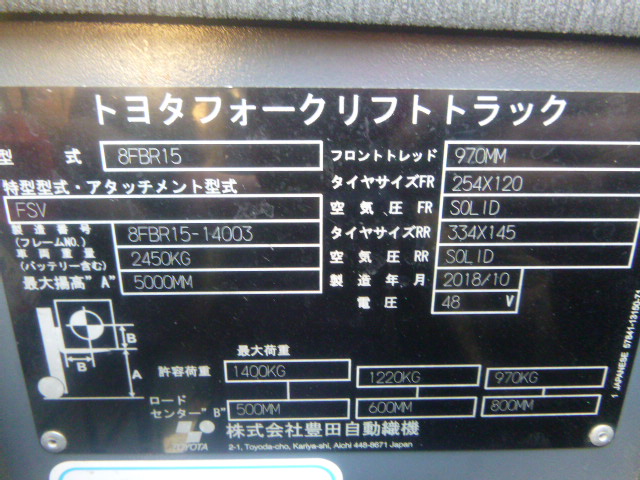 トヨタフォークリフトトラック
型 式 8FBR15 フロントトレッド 970MM
特型型式・アタッチメント型式 タイヤサイズFR 254X120
FSV 空気圧 FR SOLID
製造番号 (フレームNO.) 8FBR15-14003 タイヤサイズRR 334X145
車両重量 (バッテリー含む) 2450KG 空気圧 RR SOLID
最大揚高"A" 5000MM 製造年月 2018/10
電圧 48 V
B
B A
最大荷重
許容荷重 1400KG 1220KG 970KG
ロードセンター"B" 500MM 600MM 800MM
TOYOTA 株式会社豊田自動織機
2-1, Toyoda-cho, Kariya-shi, Aichi 448-8671 Japan
1 JAPANESE 57841-13150-71